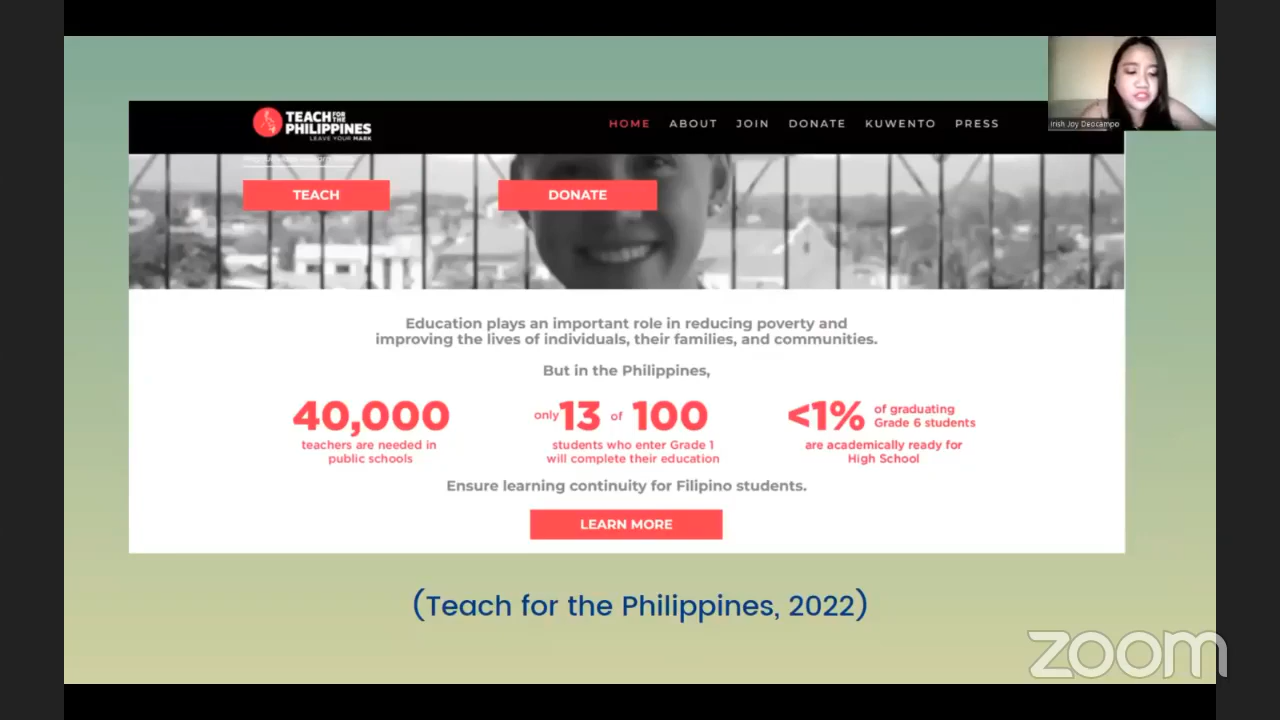 TEACH FOR THE
PHILIPPINES
LEAVE YOUR MARK
HOME ABOUT JOIN DONATE KUWENTO PRESS
Irish Joy Deocampo
TEACH DONATE
Education plays an important role in reducing poverty and
improving the lives of individuals, their families, and communities.
But in the Philippines,
40,000
teachers are needed in
public schools
only 13 of 100
students who enter Grade 1
will complete their education
<1% of graduating
Grade 6 students
are academically ready for
High School
Ensure learning continuity for Filipino students.
LEARN MORE
(Teach for the Philippines, 2022)
zoom